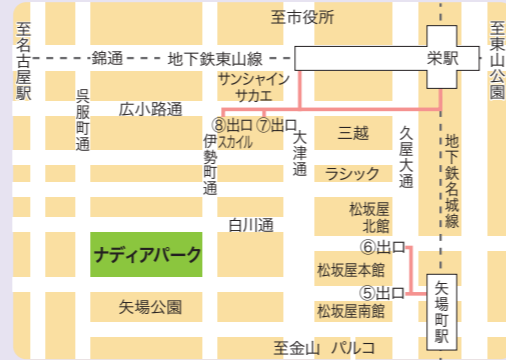 至市役所
至名古屋駅
錦通
地下鉄東山線
栄駅
至東山公園
サンシャイン
サカエ
呉服町通
広小路通
⑧出口
⑦出口
スカイル
伊勢町通
大津通
三越
久屋大通
地下鉄名城線
ラシック
松坂屋
北館
白川通
⑥出口
ナディアパーク
松坂屋本館
⑤出口
矢場町駅
矢場公園
松坂屋南館
至金山
パルコ